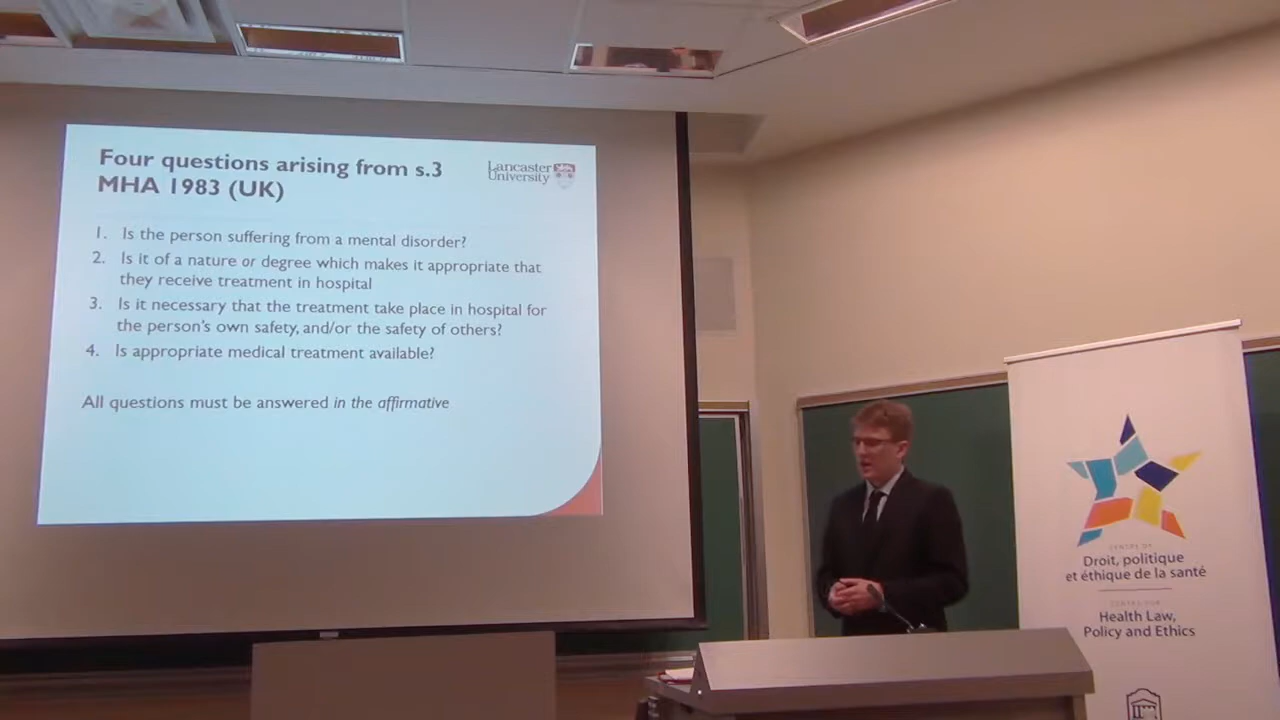 Four questions arising from s.3
MHA 1983 (UK)
Lancaster
University
1. Is the person suffering from a mental disorder?
2. Is it of a nature or degree which makes it appropriate that
they receive treatment in hospital
3. Is it necessary that the treatment take place in hospital for
the person's own safety, and/or the safety of others?
4. Is appropriate medical treatment available?
All questions must be answered in the affirmative
CENTRE DE
Droit, politique
et éthique de la santé
CENTRE FOR
Health Law,
Policy and Ethics